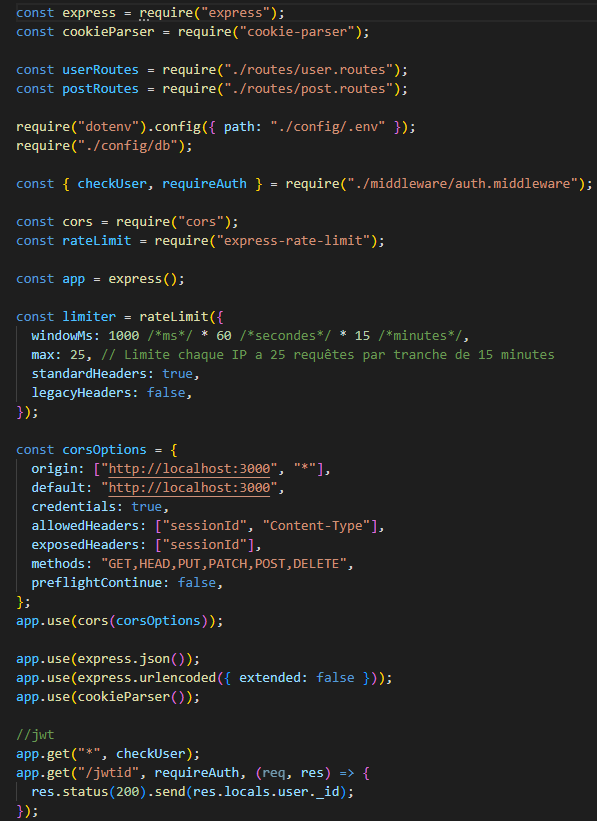 const express = require("express");
const cookieParser = require("cookie-parser");
const userRoutes = require("./routes/user.routes");
const postRoutes = require("./routes/post.routes");
require("dotenv").config({ path: "./config/.env" });
require("./config/db");
const { checkUser, requireAuth } = require("./middleware/auth.middleware");
const cors = require("cors");
const rateLimit = require("express-rate-limit");
const app = express();
const limiter = rateLimit({
  windowMs: 1000 /*ms*/ * 60 /*secondes*/ * 15 /*minutes*/,
  max: 25, // Limite chaque IP a 25 requêtes par tranche de 15 minutes
  standardHeaders: true,
  legacyHeaders: false,
});
const corsOptions = {
  origin: ["http://localhost:3000", "*"],
  default: "http://localhost:3000",
  credentials: true,
  allowedHeaders: ["sessionId", "Content-Type"],
  exposedHeaders: ["sessionId"],
  methods: "GET,HEAD,PUT,PATCH,POST,DELETE",
  preflightContinue: false,
};
app.use(cors(corsOptions));
app.use(express.json());
app.use(express.urlencoded({ extended: false }));
app.use(cookieParser());
//jwt
app.get("*", checkUser);
app.get("/jwtid", requireAuth, (req, res) => {
  res.status(200).send(res.locals.user._id);
});